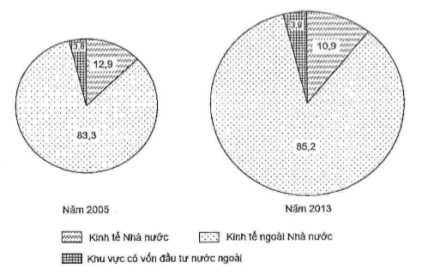 3,8
12,9
83,3
3,9
10,9
85,2
Năm 2005
Năm 2013
Kinh tế Nhà nước
Kinh tế ngoài Nhà nước
Khu vực có vốn đầu tư nước ngoài